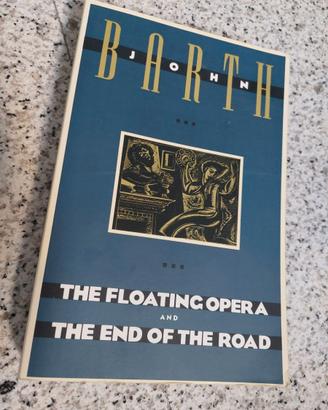 JOHN
BARTH
THE FLOATING OPERA
AND
THE END OF THE ROAD